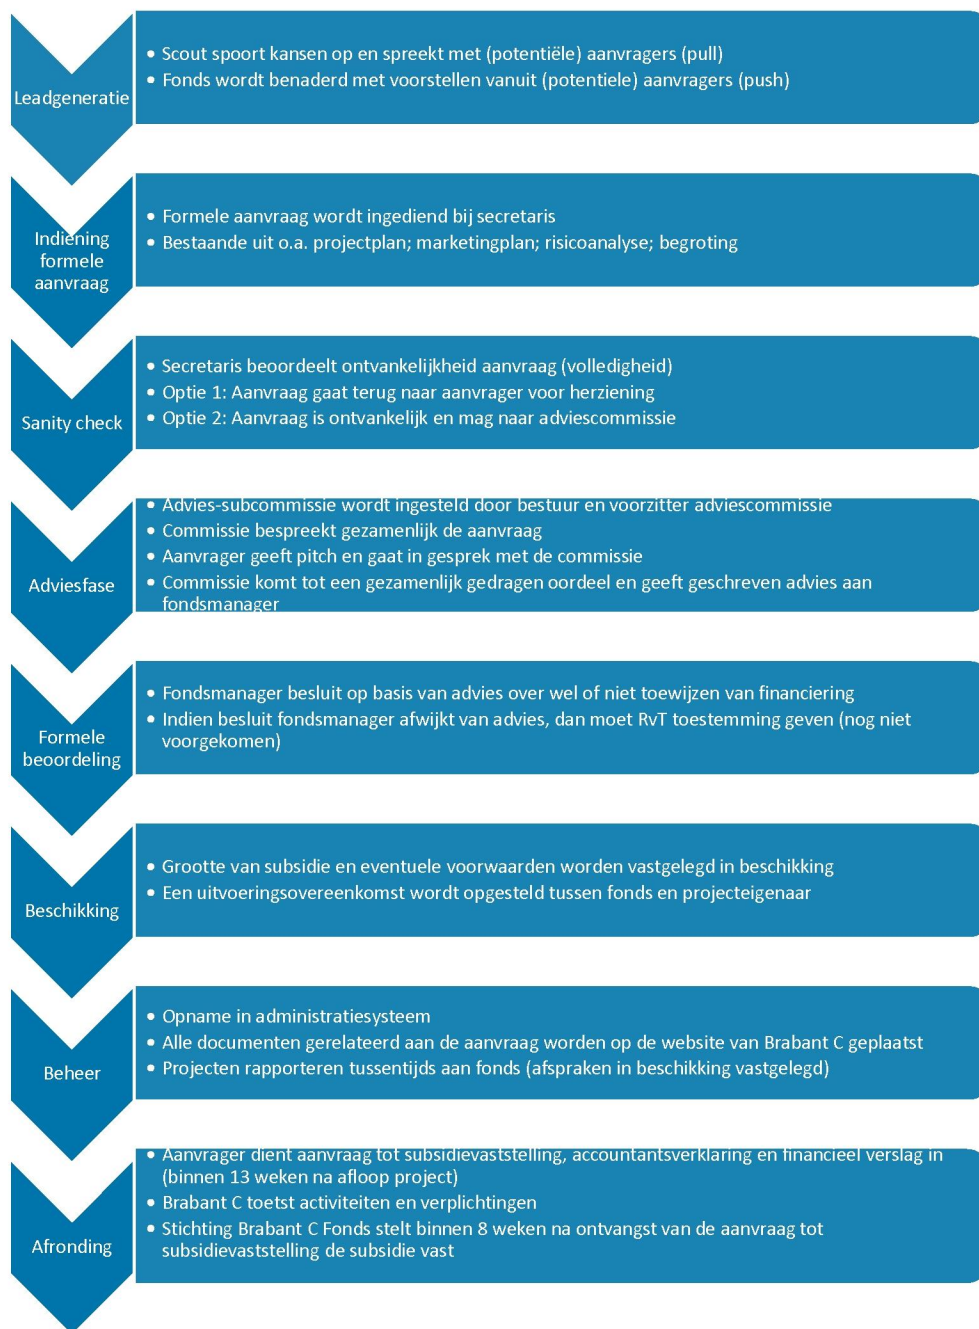 Leadgeneratie
• Scout spoort kansen op en spreekt met (potentiële) aanvragers (pull)
• Fonds wordt benaderd met voorstellen vanuit (potentiele) aanvragers (push)
Indiening
formele
aanvraag
• Formele aanvraag wordt ingediend bij secretaris
• Bestaande uit o.a. projectplan; marketingplan; risicoanalyse; begroting
Sanity check
• Secretaris beoordeelt ontvankelijkheid aanvraag (volledigheid)
• Optie 1: Aanvraag gaat terug naar aanvrager voor herziening
• Optie 2: Aanvraag is ontvankelijk en mag naar adviescommissie
Adviesfase
• Advies-subcommissie wordt ingesteld door bestuur en voorzitter adviescommissie
• Commissie bespreekt gezamenlijk de aanvraag
• Aanvrager geeft pitch en gaat in gesprek met de commissie
• Commissie komt tot een gezamenlijk gedragen oordeel en geeft geschreven advies aan
fondsmanager
Formele
beoordeling
• Fondsmanager besluit op basis van advies over wel of niet toewijzen van financiering
• Indien besluit fondsmanager afwijkt van advies, dan moet RvT toestemming geven (nog niet
voorgekomen)
Beschikking
• Grootte van subsidie en eventuele voorwaarden worden vastgelegd in beschikking
• Een uitvoeringsovereenkomst wordt opgesteld tussen fonds en projecteigenaar
Beheer
• Opname in administratiesysteem
• Alle documenten gerelateerd aan de aanvraag worden op de website van Brabant C geplaatst
• Projecten rapporteren tussentijds aan fonds (afspraken in beschikking vastgelegd)
Afronding
• Aanvrager dient aanvraag tot subsidievaststelling, accountantsverklaring en financieel verslag in
(binnen 13 weken na afloop project)
• Brabant C toetst activiteiten en verplichtingen
• Stichting Brabant C Fonds stelt binnen 8 weken na ontvangst van de aanvraag tot
subsidievaststelling de subsidie vast